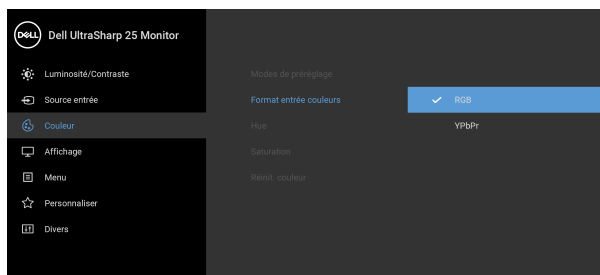 DELL Dell UltraSharp 25 Monitor
Luminosité/Contraste
Modes de préréglage
Source entrée
Format entrée couleurs
RGB
Couleur
Hue
YPbPr
Affichage
Saturation
Menu
Réinit. couleur
Personnaliser
Divers